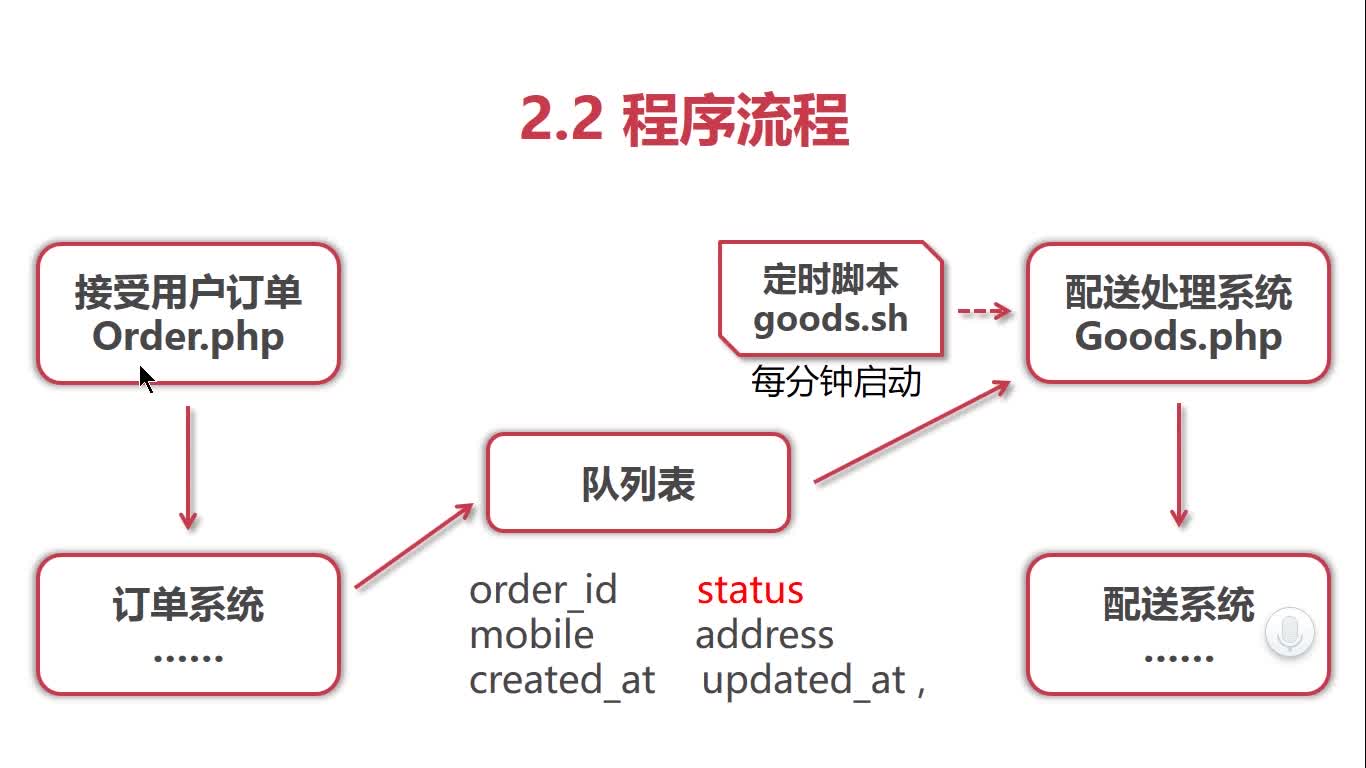 2.2 程序流程
接受用户订单
Order.php
定时脚本
goods.sh
每分钟启动
配送处理系统
Goods.php
队列表
订单系统
......
order_id status
mobile address
created_at updated_at ,
配送系统
......